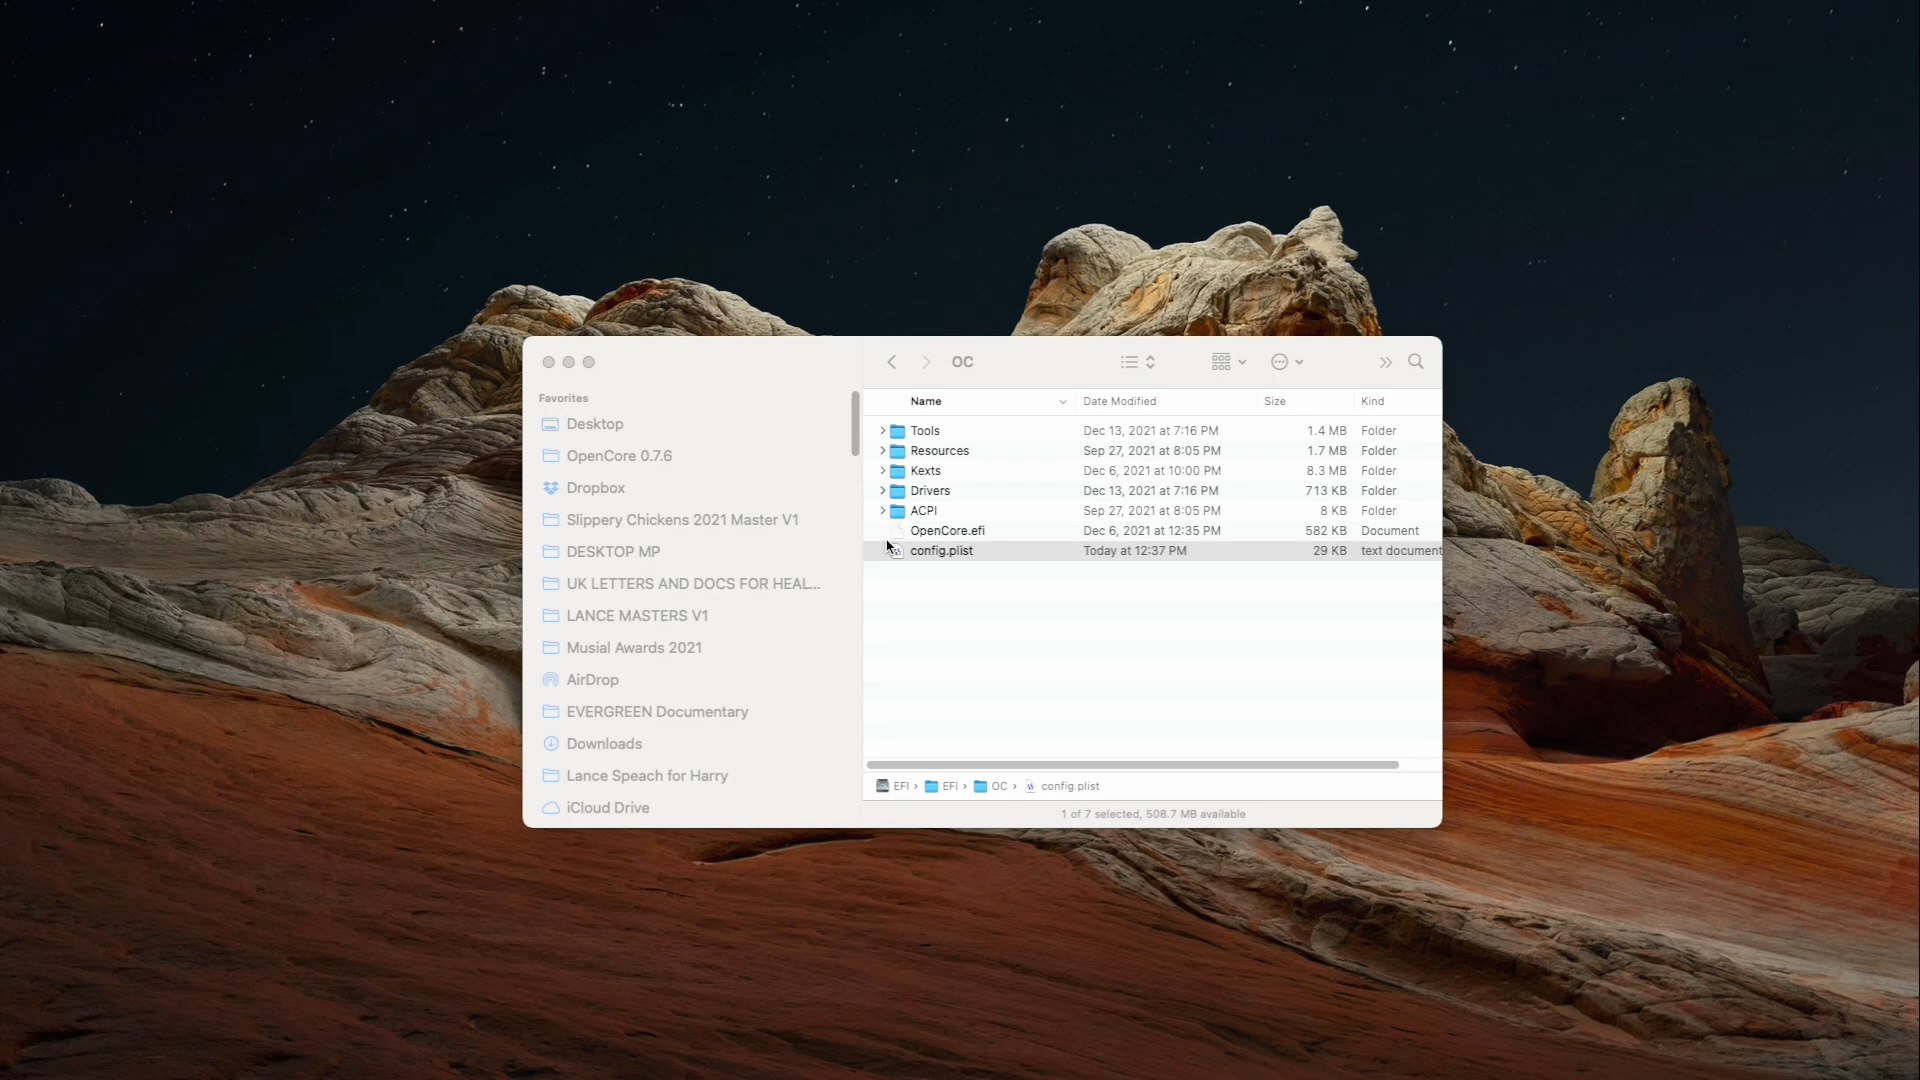 OC
Favorites
Desktop
OpenCore 0.7.6
Dropbox
Slippery Chickens 2021 Master V1
DESKTOP MP
UK LETTERS AND DOCS FOR HEAL...
LANCE MASTERS V1
Musial Awards 2021
AirDrop
EVERGREEN Documentary
Downloads
Lance Speach for Harry
iCloud Drive
Name Date Modified Size Kind
Tools Dec 13, 2021 at 7:16 PM 1.4 MB Folder
Resources Sep 27, 2021 at 8:05 PM 1.7 MB Folder
Kexts Dec 6, 2021 at 10:00 PM 8.3 MB Folder
Drivers Dec 13, 2021 at 7:16 PM 713 KB Folder
ACPI Sep 27, 2021 at 8:05 PM 8 KB Folder
OpenCore.efi Dec 6, 2021 at 12:35 PM 582 KB Document
config.plist Today at 12:37 PM 29 KB text document
EFI › EFI › OC › config.plist
1 of 7 selected, 508.7 MB available